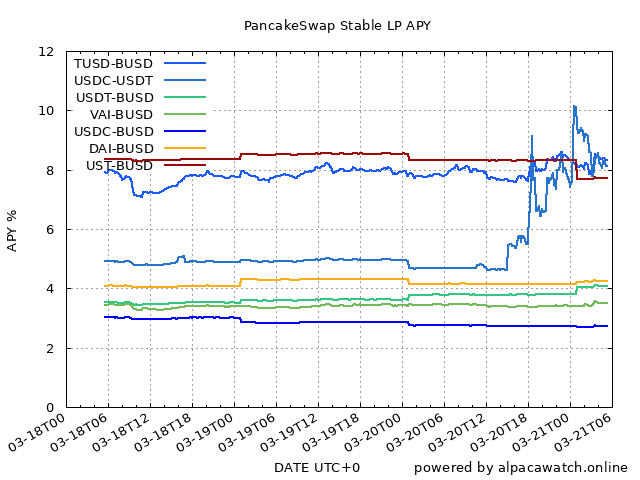 PancakeSwap Stable LP APY
12
10
8
6
4
2
0
APY %
TUSD-BUSD
USDC-USDT
USDT-BUSD
VAI-BUSD
USDC-BUSD
DAI-BUSD
UST-BUSD
03-18T00
03-18T06
03-18T12
03-18T18
03-19T00
03-19T06
03-19T12
03-19T18
03-20T00
03-20T06
03-20T12
03-20T18
03-21T00
03-21T06
DATE UTC+0
powered by alpacawatch.online